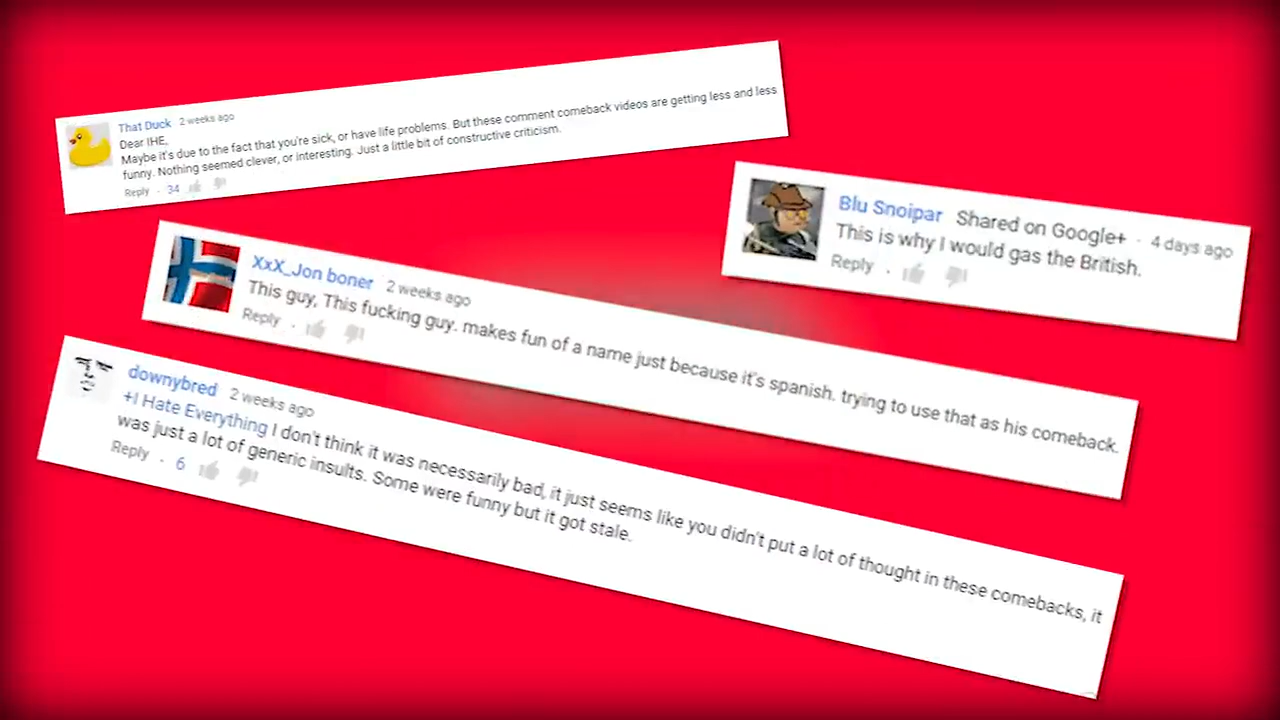 That Duck 2 weeks ago
Dear IHE,
Maybe it's due to the fact that you're sick, or have life problems. But these comment comeback videos are getting less and less
funny. Nothing seemed clever, or interesting. Just a little bit of constructive criticism.
Reply · 34
Blu Snoipar Shared on Google+ · 4 days ago
This is why I would gas the British.
Reply ·
XxX_Jon boner 2 weeks ago
This guy, This fucking guy. makes fun of a name just because it's spanish. trying to use that as his comeback.
Reply ·
downybred 2 weeks ago
+I Hate Everything I don't think it was necessarily bad, it just seems like you didn't put a lot of thought in these comebacks, it
was just a lot of generic insults. Some were funny but it got stale.
Reply · 6